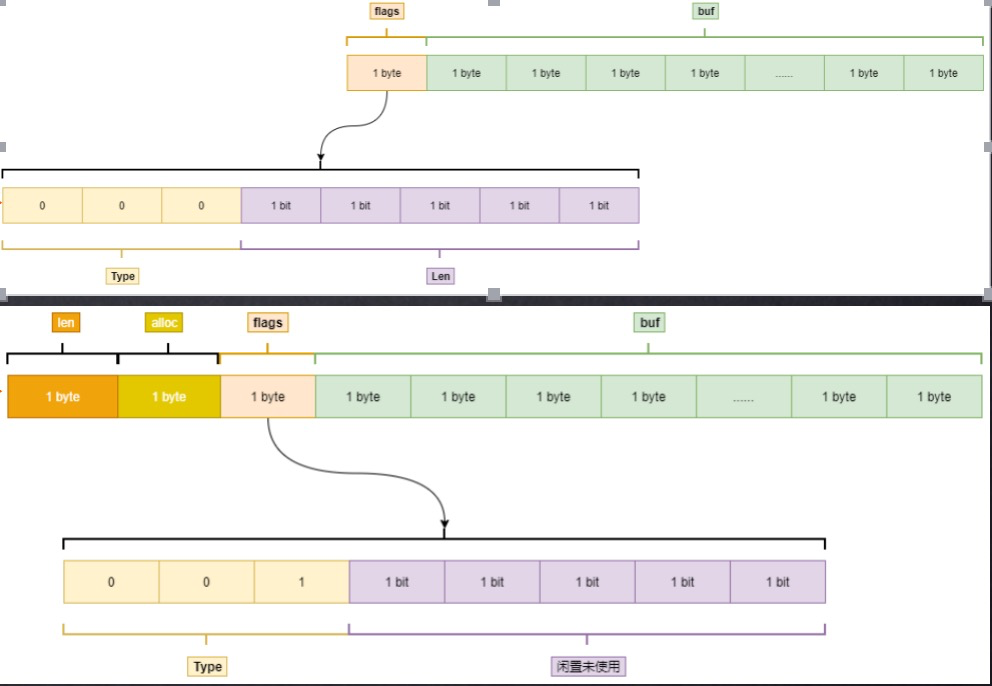 flags buf
1 byte 1 byte 1 byte 1 byte 1 byte ...... 1 byte 1 byte
0 0 0 1 bit 1 bit 1 bit 1 bit 1 bit
Type Len
len alloc flags buf
1 byte 1 byte 1 byte 1 byte 1 byte 1 byte 1 byte ...... 1 byte 1 byte
0 0 1 1 bit 1 bit 1 bit 1 bit 1 bit
Type 闲置未使用